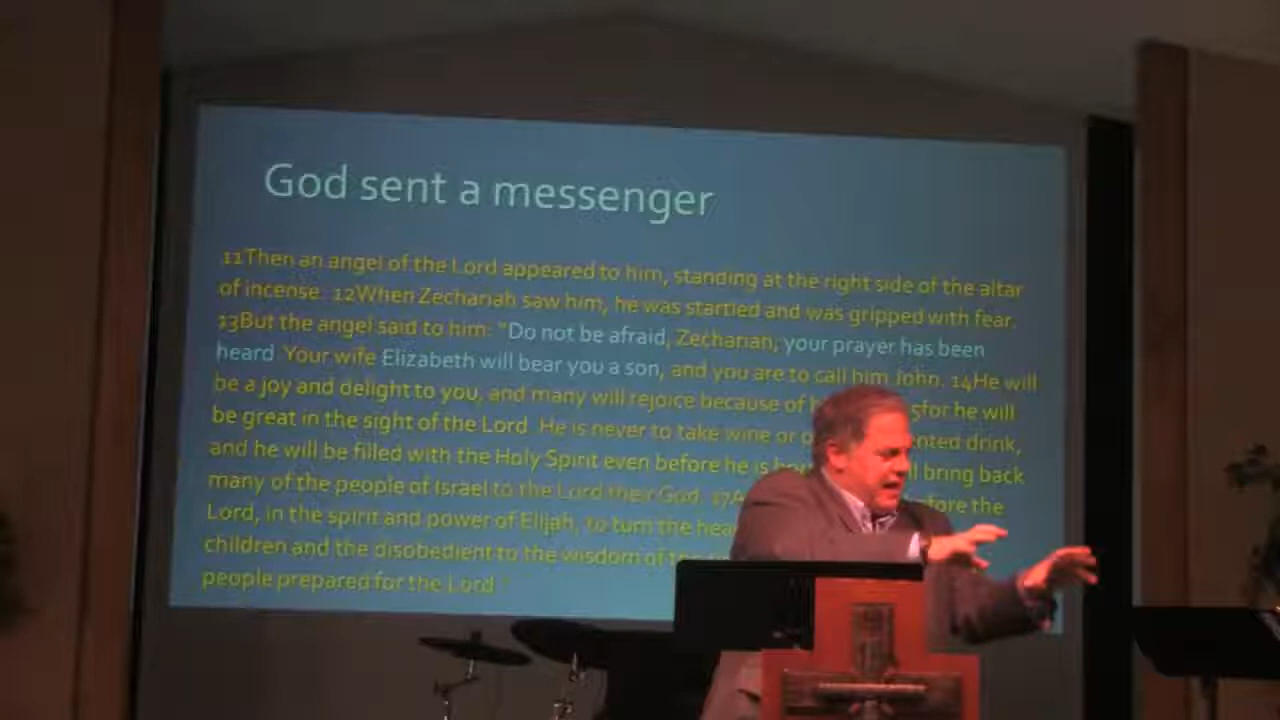 God sent a messenger
11Then an angel of the Lord appeared to him, standing at the right side of the altar
of incense. 12When Zechariah saw him, he was startled and was gripped with fear.
13But the angel said to him: "Do not be afraid, Zechariah; your prayer has been
heard. Your wife Elizabeth will bear you a son, and you are to call him John. 14He will
be a joy and delight to you, and many will rejoice because of for he will
be great in the sight of the Lord. He is never to take wine or drink,
and he will be filled with the Holy Spirit even before he is bring back
many of the people of Israel to the Lord their God. the
Lord, in the spirit and power of Elijah, to turn the
children and the disobedient to the wisdom of
people prepared for the Lord."